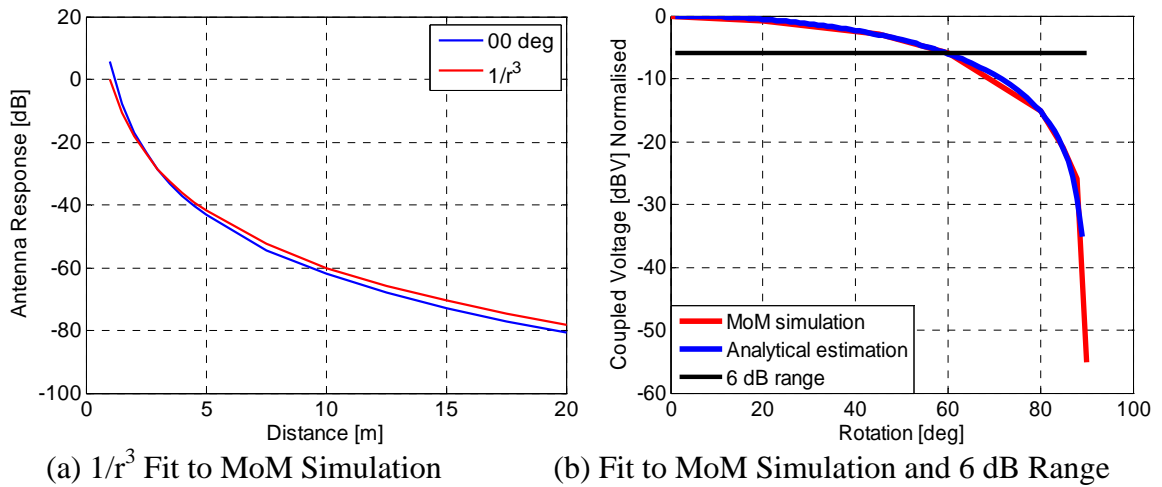 20
0
-20
-40
-60
-80
-100
0
5
10
15
20
Antenna Response [dB]
Distance [m]
00 deg
1/r³
0
-10
-20
-30
-40
-50
-60
0
20
40
60
80
100
Coupled Voltage [dBV] Normalised
Rotation [deg]
MoM simulation
Analytical estimation
6 dB range
(a) 1/r³ Fit to MoM Simulation
(b) Fit to MoM Simulation and 6 dB Range